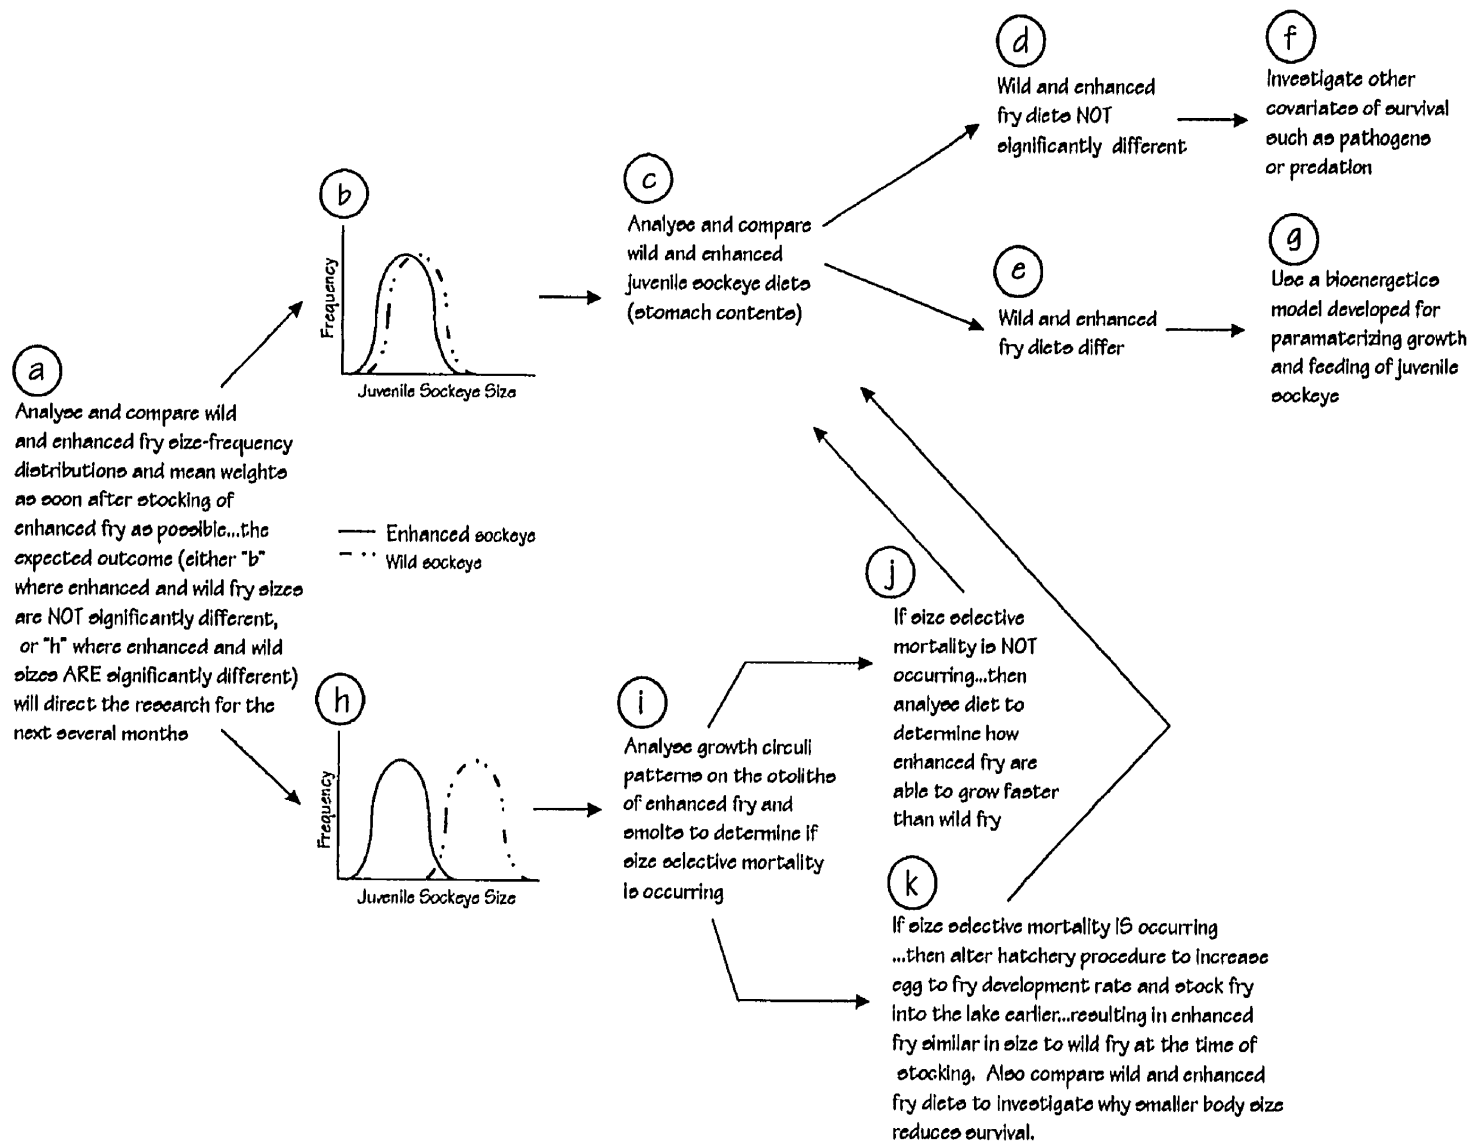 a
Analyse and compare wild
and enhanced fry size-frequency
distributions and mean weights
as soon after stocking of
enhanced fry as possible...the
expected outcome (either "b"
where enhanced and wild fry sizes
are NOT significantly different,
or "h" where enhanced and wild
sizes ARE significantly different)
will direct the research for the
next several months
b
Frequency
Juvenile Sockeye Size
Enhanced sockeye
Wild sockeye
h
Frequency
Juvenile Sockeye Size
c
Analyse and compare
wild and enhanced
juvenile sockeye diets
(stomach contents)
d
Wild and enhanced
fry diets NOT
significantly different
e
Wild and enhanced
fry diets differ
f
Investigate other
covariates of survival
such as pathogens
or predation
g
Use a bioenergetics
model developed for
paramaterizing growth
and feeding of juvenile
sockeye
i
Analyse growth circuli
patterns on the otoliths
of enhanced fry and
smolts to determine if
size selective mortality
is occurring
j
If size selective
mortality is NOT
occurring...then
analyse diet to
determine how
enhanced fry are
able to grow faster
than wild fry
k
If size selective mortality IS occurring
...then alter hatchery procedure to increase
egg to fry development rate and stock fry
into the lake earlier...resulting in enhanced
fry similar in size to wild fry at the time of
stocking. Also compare wild and enhanced
fry diets to investigate why smaller body size
reduces survival.